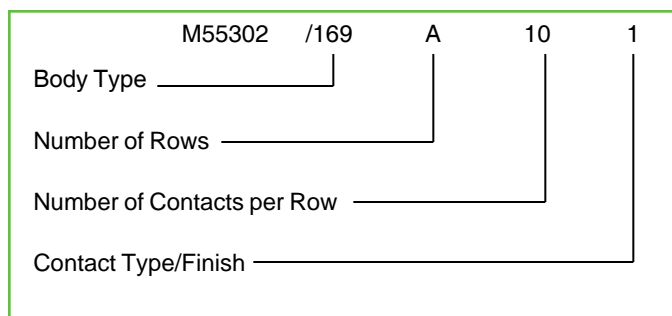 M55302 /169 A 10 1
Body Type
Number of Rows
Number of Contacts per Row
Contact Type/Finish